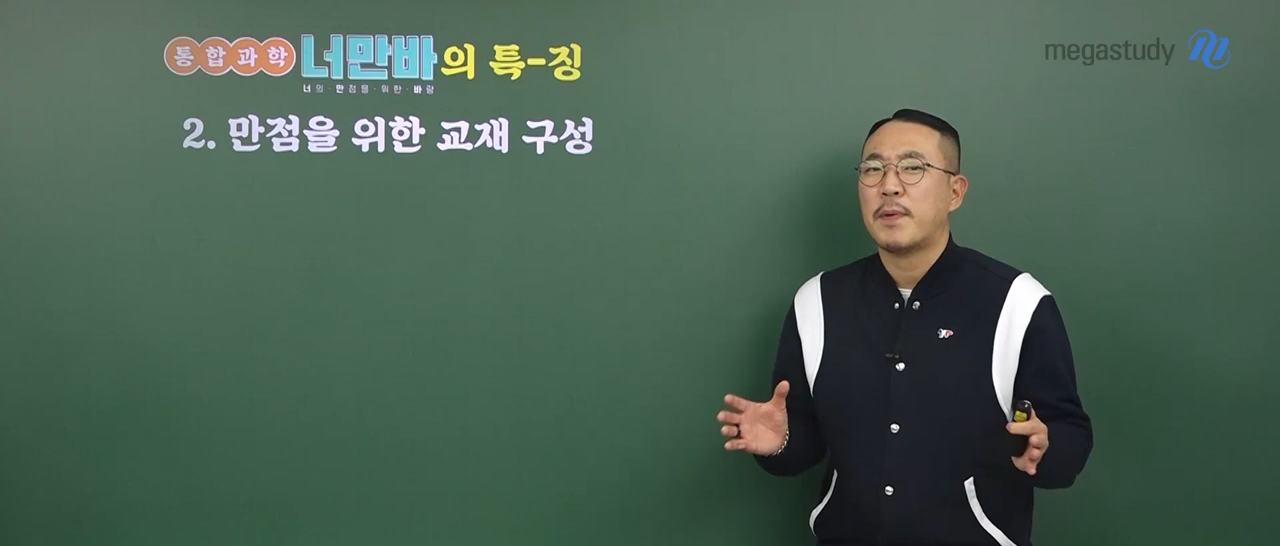 통합과학 너만바의 특-징
너의·만점을·위한·바람
2. 만점을 위한 교재 구성
megastudy